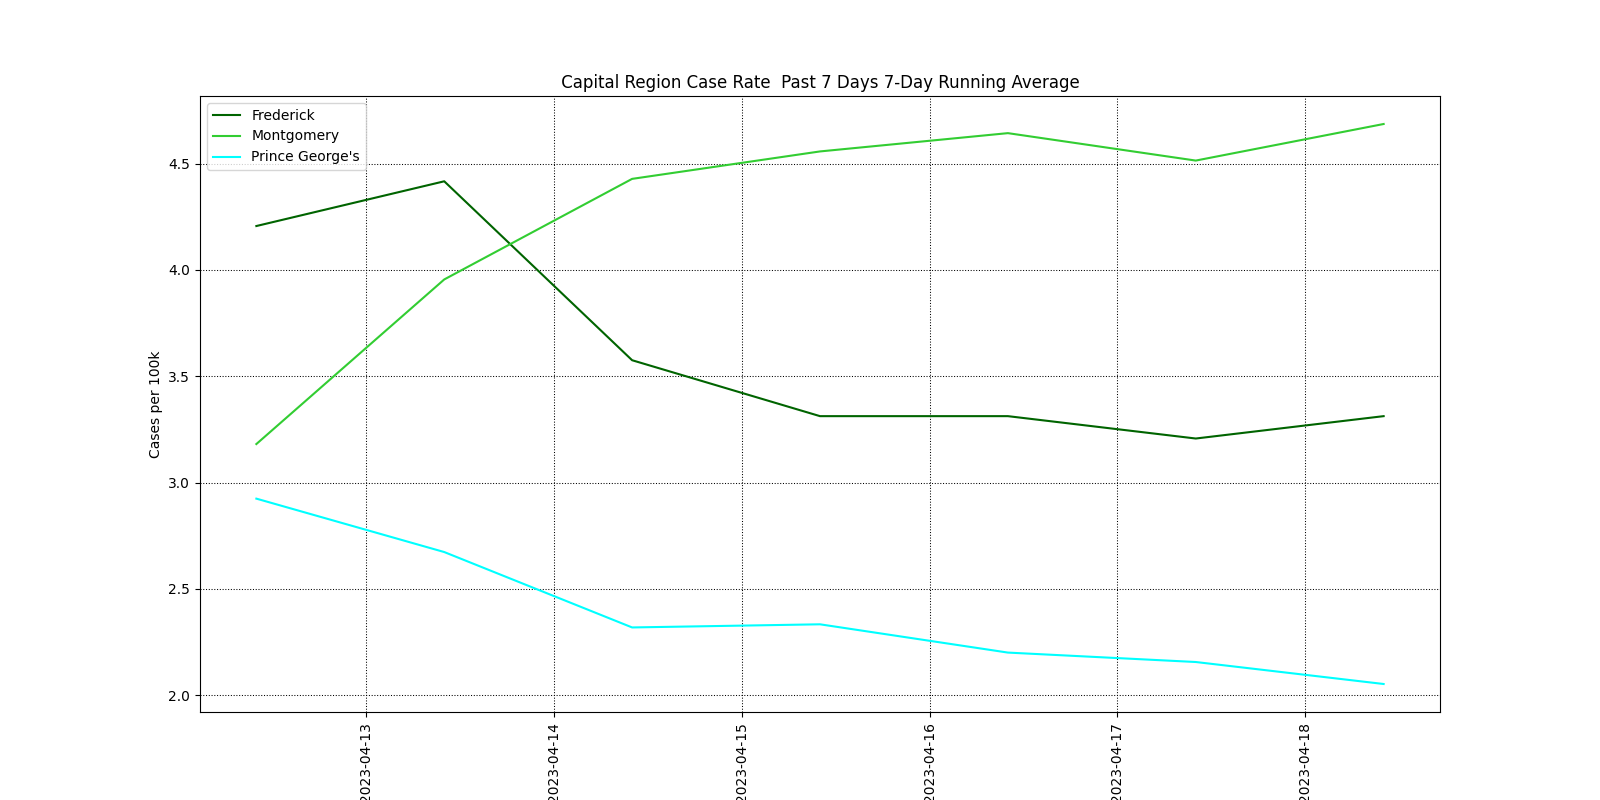 Capital Region Case Rate  Past 7 Days 7-Day Running Average
Frederick
Montgomery
Prince George's
Cases per 100k
4.5
4.0
3.5
3.0
2.5
2.0
2023-04-13
2023-04-14
2023-04-15
2023-04-16
2023-04-17
2023-04-18